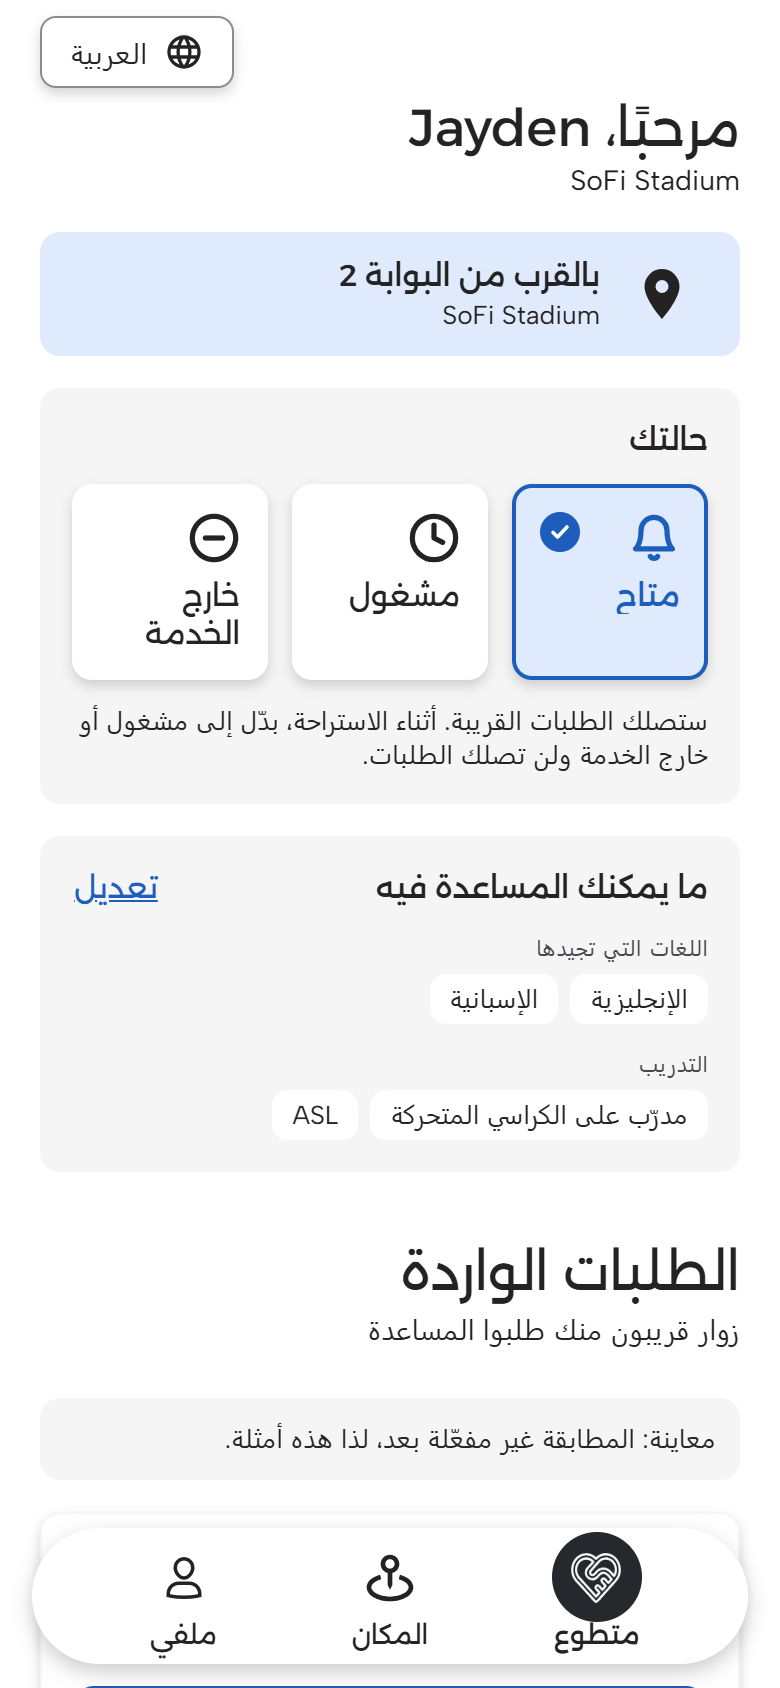 العربية
مرحبًا، Jayden
SoFi Stadium
بالقرب من البوابة 2
SoFi Stadium
حالتك
متاح
مشغول
خارج
الخدمة
ستصلك الطلبات القريبة. أثناء الاستراحة، بدّل إلى مشغول أو
خارج الخدمة ولن تصلك الطلبات.
ما يمكنك المساعدة فيه
تعديل
اللغات التي تجيدها
الإنجليزية
الإسبانية
التدريب
مدرّب على الكراسي المتحركة
ASL
الطلبات الواردة
زوار قريبون منك طلبوا المساعدة
معاينة: المطابقة غير مفعّلة بعد، لذا هذه أمثلة.
متطوع
المكان
ملفي